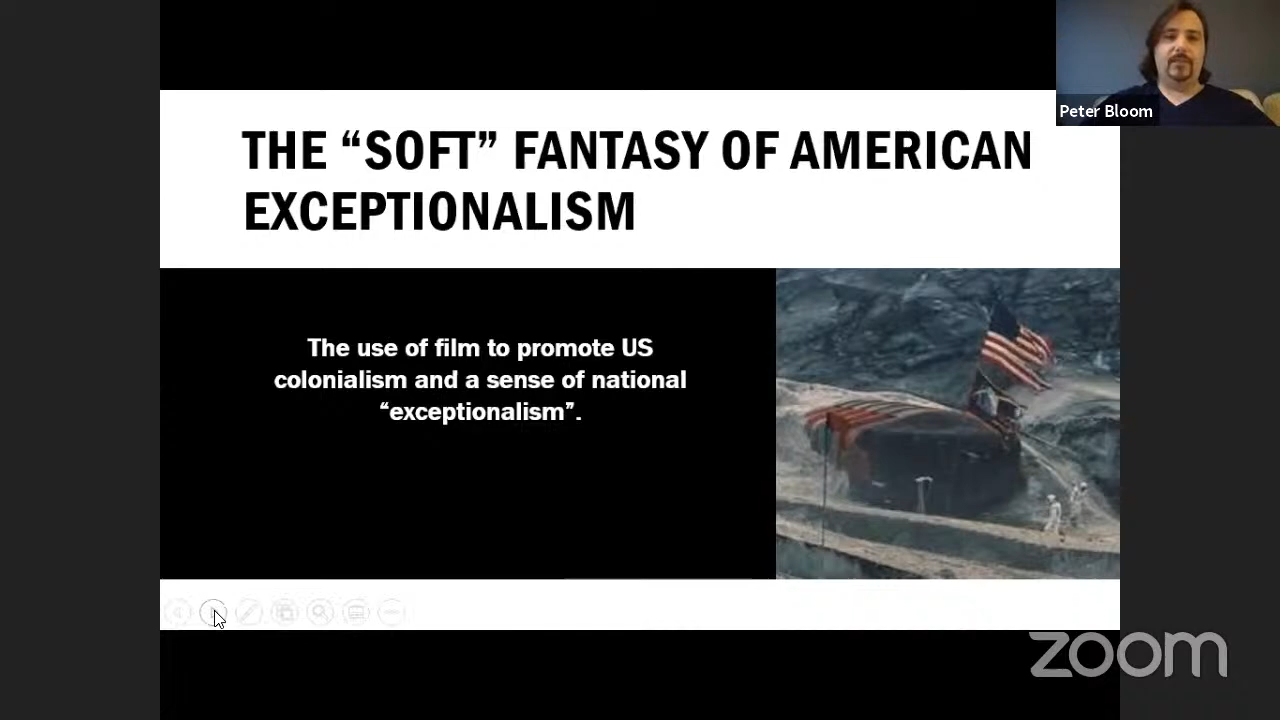 Peter Bloom
THE “SOFT” FANTASY OF AMERICAN
EXCEPTIONALISM
The use of film to promote US
colonialism and a sense of national
“exceptionalism”.
zoom